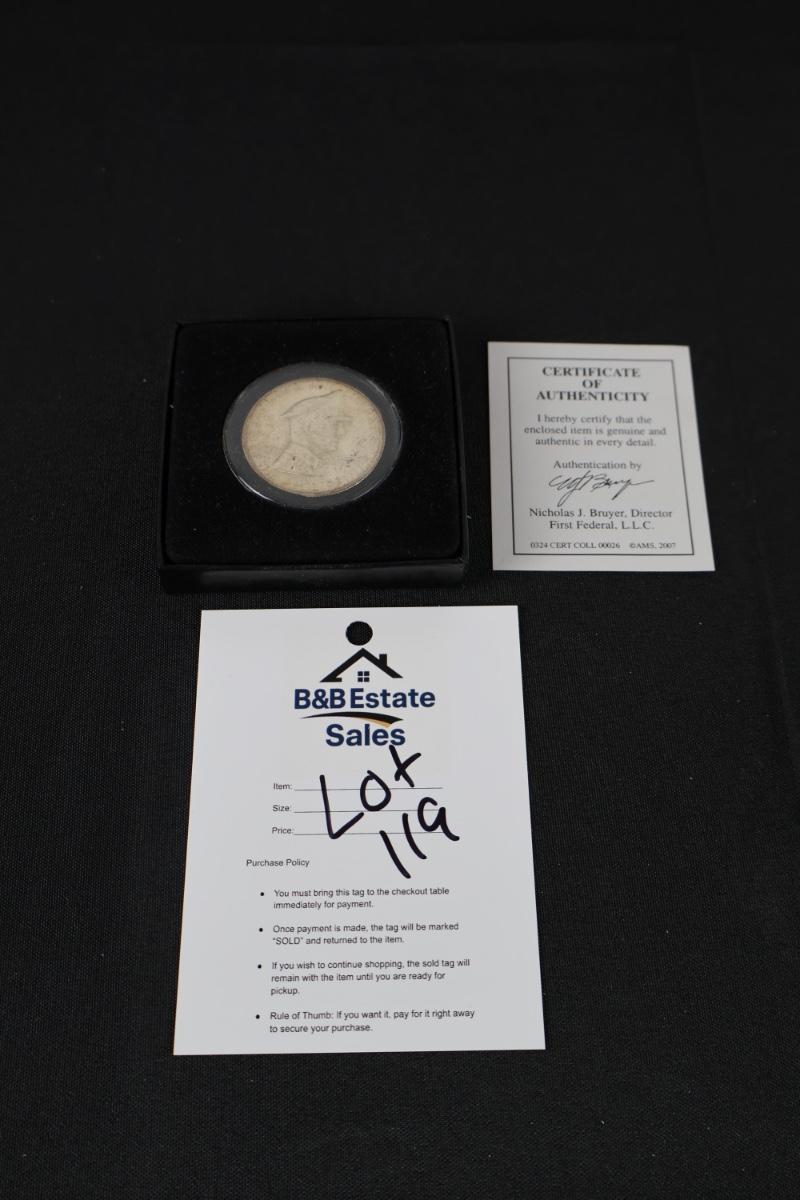 CERTIFICATE
OF
AUTHENTICITY
I hereby certify that the
enclosed item is genuine and
authentic in every detail.
Authentication by
Nicholas J. Bruyer, Director
First Federal, L.L.C.
0324 CERT COLL 00026 ©AMS, 2007
B&B Estate
Sales
Item:
Size:
Price:
Lot
119
Purchase Policy
• You must bring this tag to the checkout table
immediately for payment.
• Once payment is made, the tag will be marked
"SOLD" and returned to the item.
• If you wish to continue shopping, the sold tag will
remain with the item until you are ready for
pickup.
• Rule of Thumb: If you want it, pay for it right away
to secure your purchase.